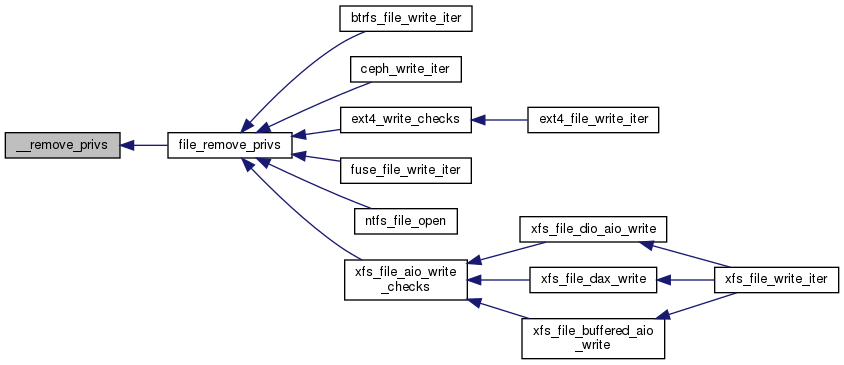 __remove_privs
file_remove_privs
btrfs_file_write_iter
ceph_write_iter
ext4_write_checks
ext4_file_write_iter
fuse_file_write_iter
ntfs_file_open
xfs_file_aio_write
_checks
xfs_file_dio_aio_write
xfs_file_dax_write
xfs_file_buffered_aio
_write
xfs_file_write_iter